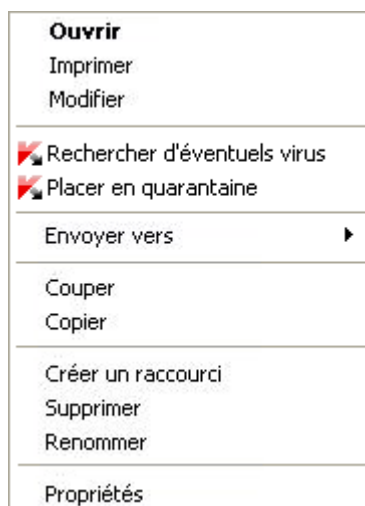 Ouvrir
Imprimer
Modifier
Rechercher d'éventuels virus
Placer en quarantaine
Envoyer vers
Couper
Copier
Créer un raccourci
Supprimer
Renommer
Propriétés